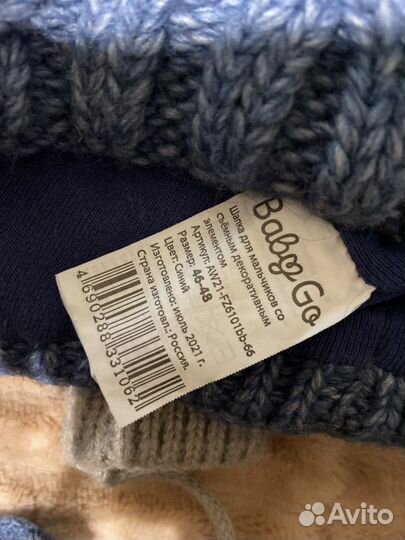 Baby Go
Шапка для мальчиков со
съёмным декоративным
элементом
Артикул: AW21-FZ6101bb-66
Размер: 46-48
Цвет: Синий
Изготовлено: июль 2021 г.
Страна изготовл.: Россия.
4690288331062
Avito